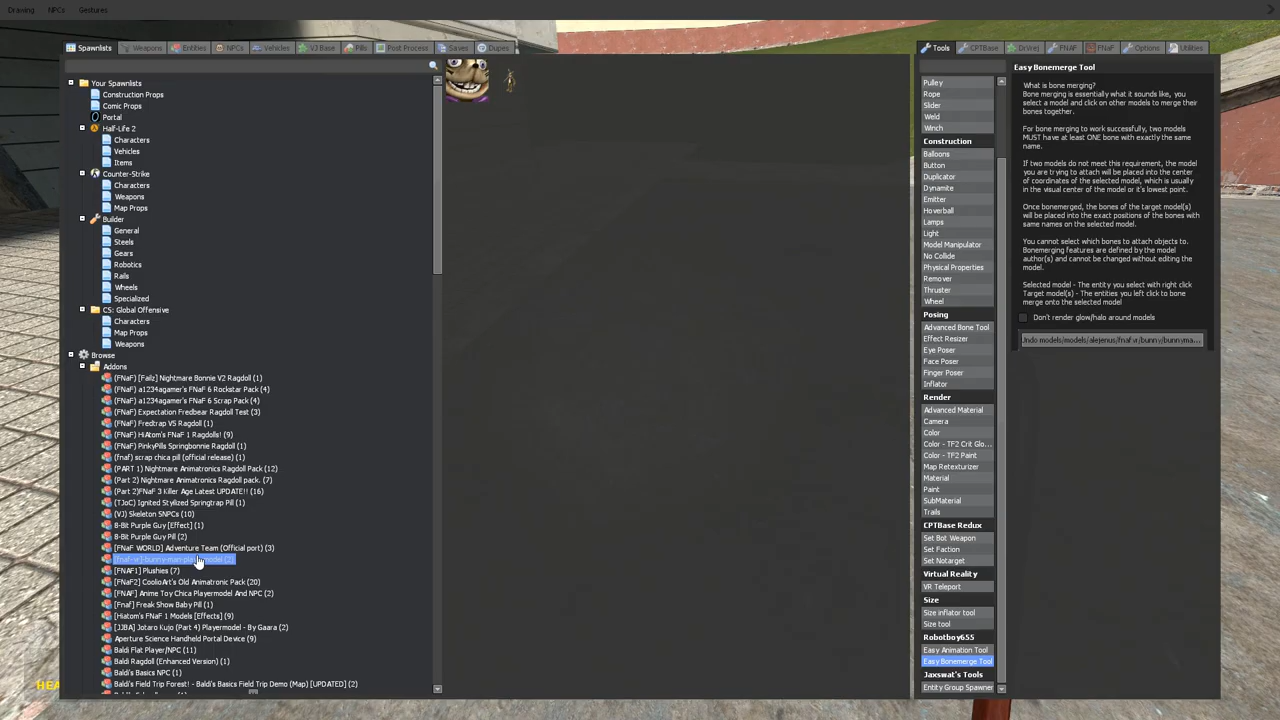 Drawing NPCs Gestures
Spawnlists Weapons Entities NPCs Vehicles VJ Base Pills Post Process Saves Dupes
Your Spawnlists
Construction Props
Comic Props
Portal
Half-Life 2
Characters
Vehicles
Items
Counter-Strike
Characters
Weapons
Map Props
Builder
General
Steels
Gears
Robotics
Rails
Wheels
Specialized
CS: Global Offensive
Characters
Map Props
Weapons
Browse
Addons
(FNaF) [Failz] Nightmare Bonnie V2 Ragdoll (1)
(FNAF) a1234agamer's FNAF 6 Rockstar Pack (4)
(FNAF) a1234agamer's FNAF 6 Scrap Pack (4)
(FNAF) Expectation Fredbear Ragdoll Test (3)
(FNAF) Fredtrap V5 Ragdoll (1)
(FNAF) HiAtom's FNAF 1 Ragdolls! (9)
(FNAF) PinkyPills Springbonnie Ragdoll (1)
(fnaf) scrap chica pill (official release) (1)
(PART 1) Nightmare Animatronics Ragdoll Pack (12)
(Part 2) Nightmare Animatronics Ragdoll pack. (7)
(Part 2)FNaF 3 Killer Age Latest UPDATE!! (16)
(TJoC) Ignited Stylized Springtrap Pill (1)
(VJ) Skeleton SNPCs (10)
8-Bit Purple Guy [Effect] (1)
8-Bit Purple Guy Pill (2)
[FNaF WORLD] Adventure Team (Official port) (3)
[FNAF1] Plushies (7)
[FNAF2] CoolioArt's Old Animatronic Pack (20)
[FNAF] Anime Toy Chica Playermodel And NPC (2)
[Fnaf] Freak Show Baby Pill (1)
[Hiatom's FNaF 1 Models [Effects] (9)
[JJBA] Jotaro Kujo (Part 4) Playermodel - By Gaara (2)
Aperture Science Handheld Portal Device (9)
Baldi Flat Player/NPC (11)
Baldi Ragdoll (Enhanced Version) (1)
Baldi's Basics NPC (1)
Baldi's Field Trip Forest! - Baldi's Basics Field Trip Demo (Map) [UPDATED] (2)
Tools CPTBase DrVrej FNAF FNaF Options Utilities
Pulley
Rope
Slider
Weld
Winch
Construction
Balloons
Button
Duplicator
Dynamite
Emitter
Hoverball
Lamps
Light
Model Manipulator
No Collide
Physical Properties
Remover
Thruster
Wheel
Posing
Advanced Bone Tool
Effect Resizer
Eye Poser
Face Poser
Finger Poser
Inflator
Render
Advanced Material
Camera
Color
Color - TF2 Crit Glo...
Color - TF2 Paint
Map Retexturizer
Material
Paint
SubMaterial
Trails
CPTBase Redux
Set Bot Weapon
Set Faction
Set Notarget
Virtual Reality
VR Teleport
Size
Size inflator tool
Size tool
Robotboy655
Easy Animation Tool
Easy Bonemerge Tool
Jaxswat's Tools
Entity Group Spawner
Easy Bonemerge Tool
What is bone merging?
Bone merging is essentially what it sounds like, you
select a model and click on other models to merge their
bones together.
For bone merging to work successfully, two models
MUST have at least ONE bone with exactly the same
name.
If two models do not meet this requirement, the model
you are trying to attach will be placed into the center
of coordinates of the selected model, which is usually
in the visual center of the model or it's lowest point.
Once bonemerged, the bones of the target model(s)
will be placed into the exact positions of the bones with
same names on the selected model.
You cannot select which bones to attach objects to.
Bonemerging features are defined by the model
author(s) and cannot be changed without editing the
model.
Selected model - The entity you select with right click
Target model(s) - The entities you left click to bone
merge onto the selected model
Don't render glow/halo around models
Undo models/models/alejenus/fnafvr/bunny/bunnyma...